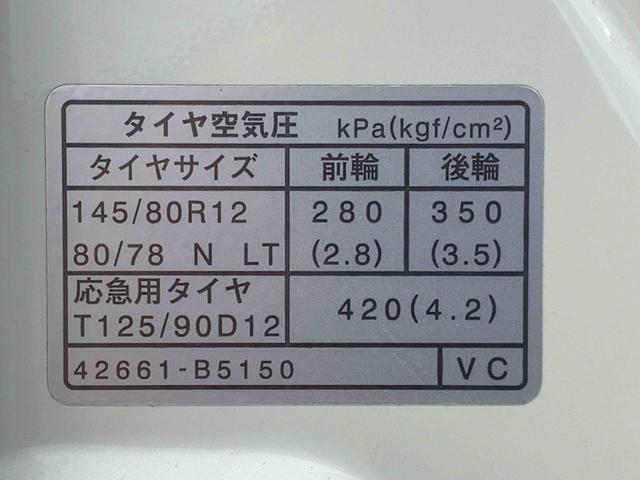 タイヤ空気圧 kPa(kgf/cm²)
タイヤサイズ 前輪 後輪
145/80R12 280 350
80/78 N LT (2.8) (3.5)
応急用タイヤ 420(4.2)
T125/90D12
42661-B5150 VC